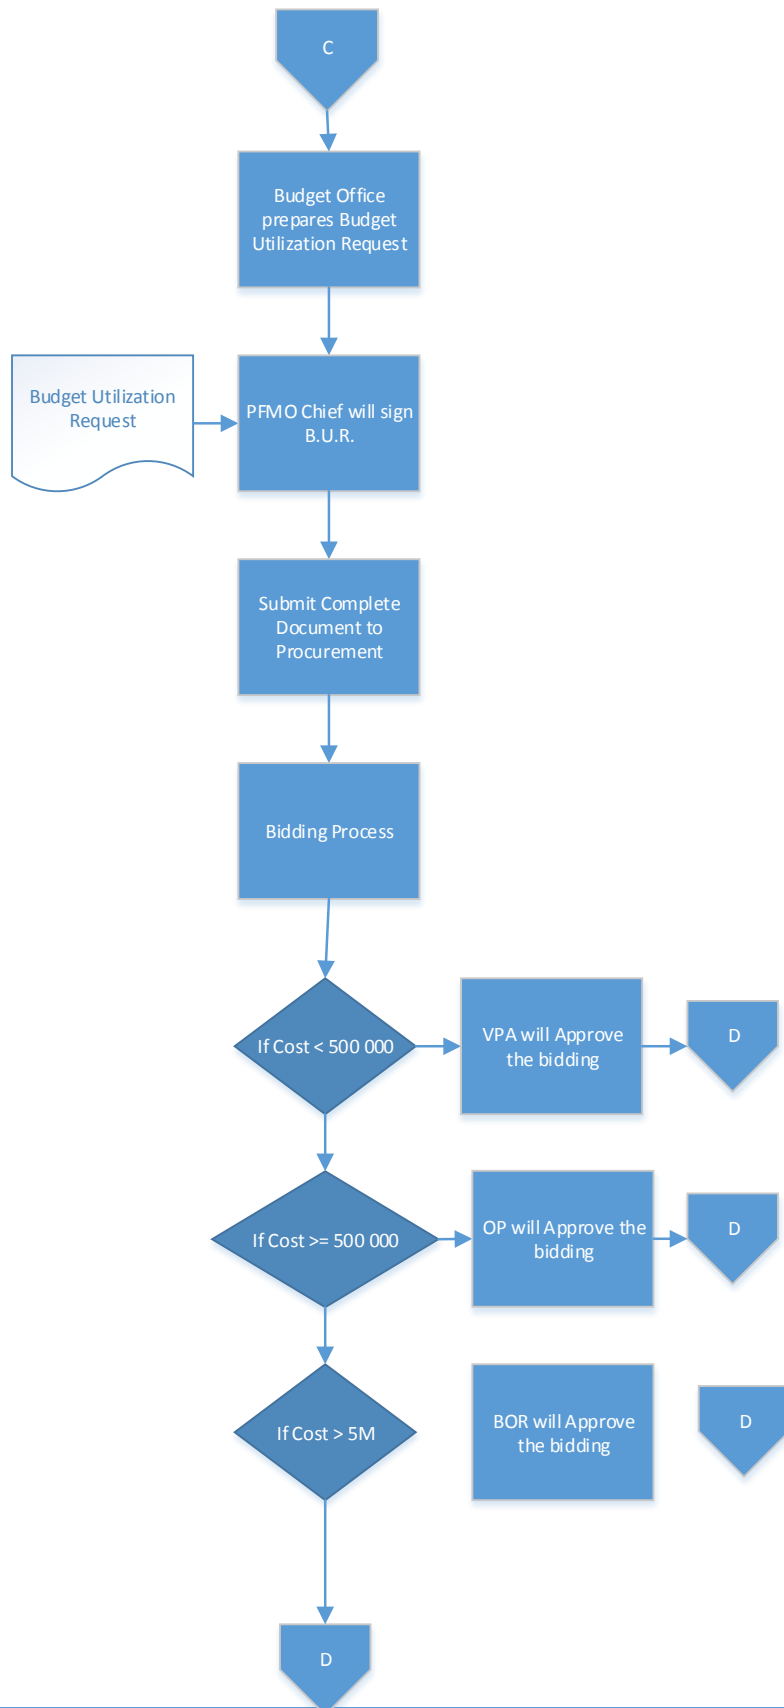 C
Budget Office
prepares Budget
Utilization Request
Budget Utilization
Request
PFMO Chief will sign
B.U.R.
Submit Complete
Document to
Procurement
Bidding Process
If Cost < 500 000
VPA will Approve
the bidding
D
If Cost >= 500 000
OP will Approve the
bidding
D
If Cost > 5M
BOR will Approve
the bidding
D
D